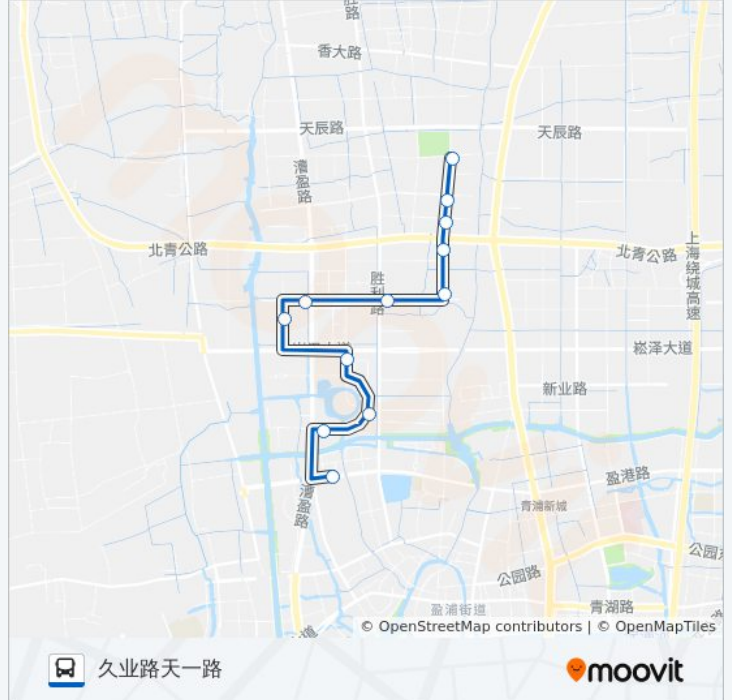 路
香大路
天辰路
天辰路
漕盈路
北青公路
北青公路
上海绕城高速
胜利路
崧泽大道
新业路
盈港路
青浦新城
漕盈路
公园路
公园
盈浦街道
青湖路
© OpenStreetMap contributors | © OpenMapTiles
久业路天一路
moovit